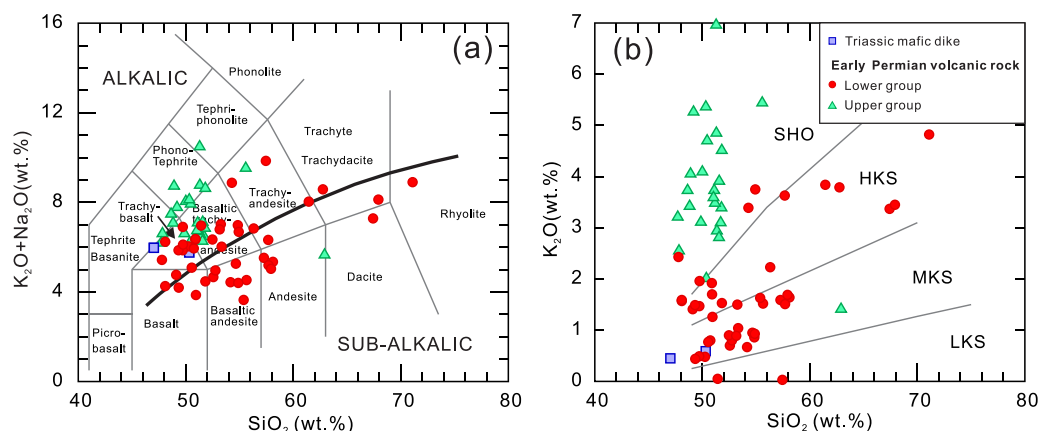 (a)
ALKALIC
Phonolite
Tephri-
phonolite
Trachyte
Phono-
Tephrite
Trachydacite
Trachy-
basalt
Basaltic
trachy-
andesite
Trachy-
andesite
Rhyolite
Tephrite
Basanite
Dacite
Andesite
Basalt
Basaltic
andesite
Picro-
basalt
SUB-ALKALIC
16
12
8
4
0
K₂O+Na₂O(wt.%)
40 50 60 70 80
SiO₂(wt.%)
(b)
Triassic mafic dike
Early Permian volcanic rock
Lower group
Upper group
SHO
HKS
MKS
LKS
7
6
5
4
3
2
1
0
K₂O(wt.%)
40 50 60 70 80
SiO₂(wt.%)